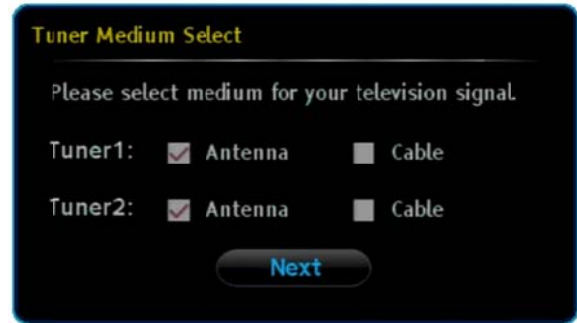 Tuner Medium Select
Please select medium for your television signal.
Tuner1: Antenna Cable
Tuner2: Antenna Cable
Next